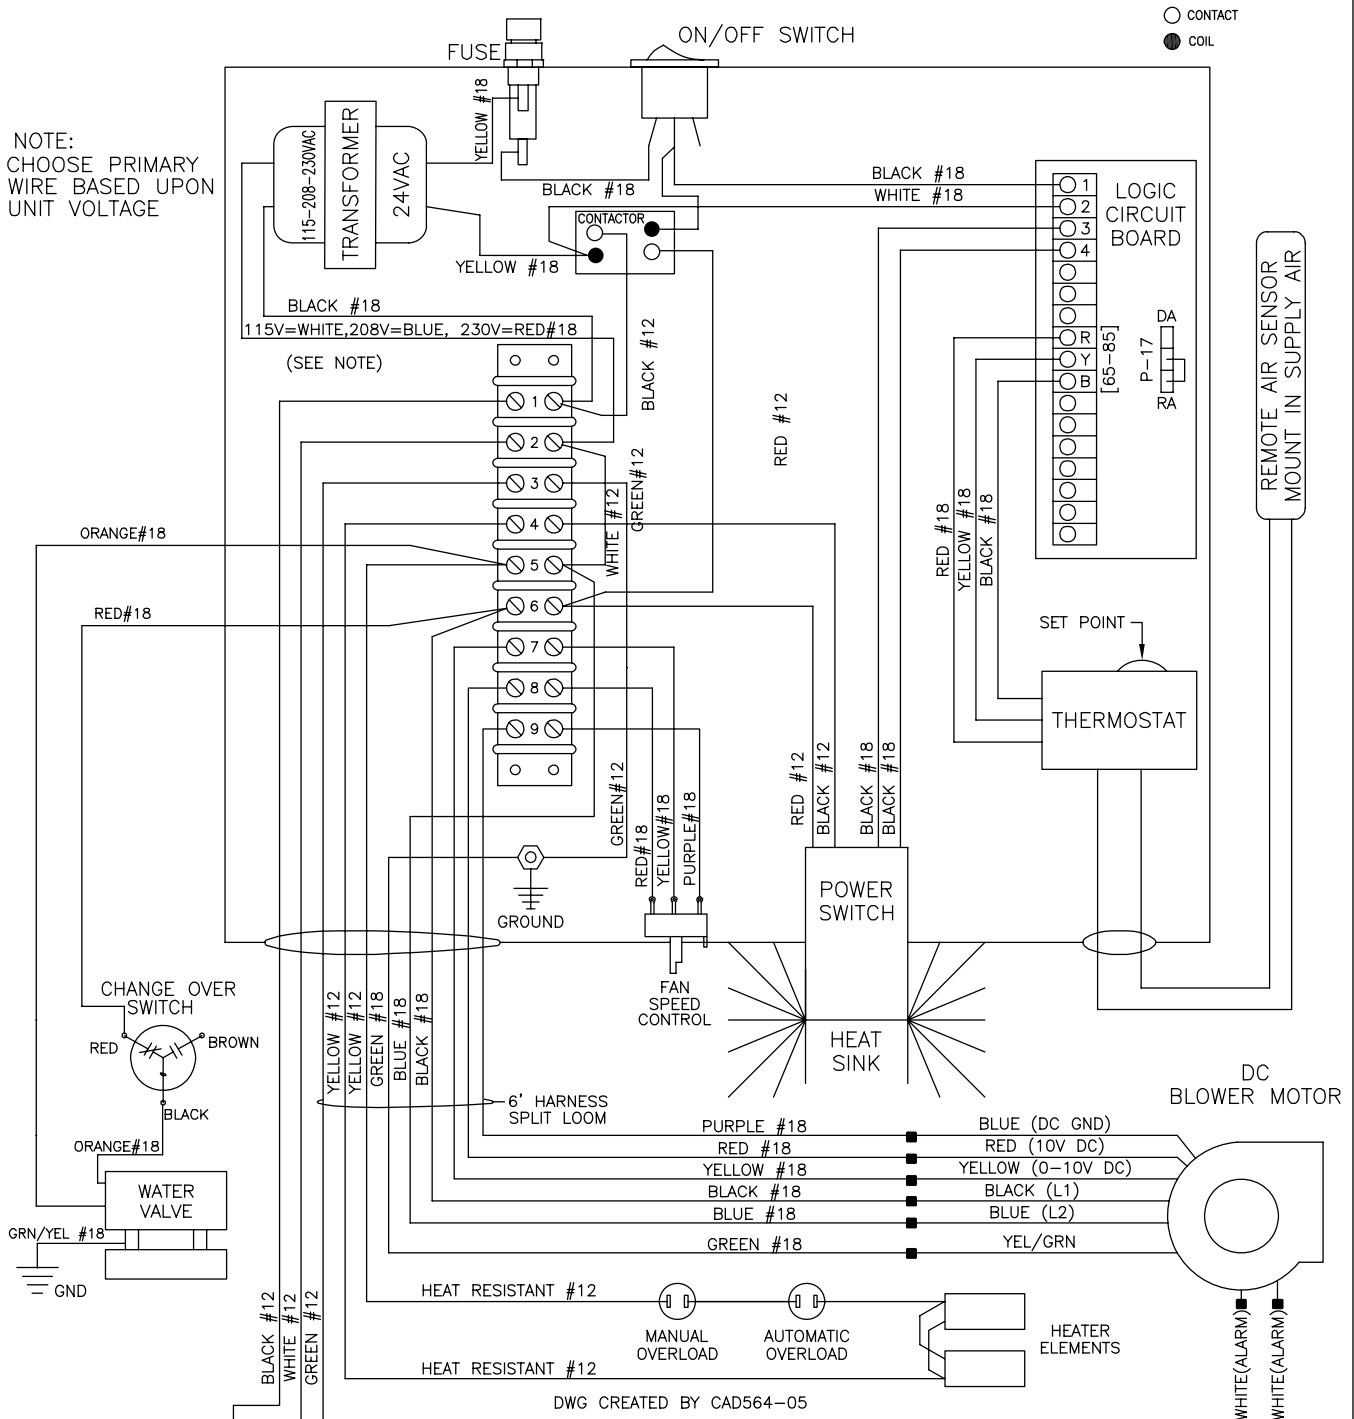 CONTACT
COIL
FUSE
ON/OFF SWITCH
NOTE:
CHOOSE PRIMARY
WIRE BASED UPON
UNIT VOLTAGE
115-208-230VAC
TRANSFORMER
24VAC
YELLOW #18
BLACK #18
BLACK #18
WHITE #18
CONTACTOR
YELLOW #18
LOGIC
CIRCUIT
BOARD
1
2
3
4
R
Y
B
[65-85]
P-17
DA
RA
REMOTE AIR SENSOR
MOUNT IN SUPPLY AIR
BLACK #18
115V=WHITE,208V=BLUE, 230V=RED#18
(SEE NOTE)
BLACK #12
RED #12
1
2
3
4
5
6
7
8
9
GREEN#12
WHITE #12
ORANGE#18
RED#18
RED #18
YELLOW #18
BLACK #18
SET POINT
THERMOSTAT
GREEN#12
RED#18
YELLOW#18
PURPLE#18
RED #12
BLACK #12
BLACK #18
BLACK #18
POWER
SWITCH
GROUND
FAN
SPEED
CONTROL
HEAT
SINK
CHANGE OVER
SWITCH
RED
BROWN
BLACK
YELLOW #12
YELLOW #12
GREEN #18
BLUE #18
BLACK #18
6' HARNESS
SPLIT LOOM
DC
BLOWER MOTOR
PURPLE #18
BLUE (DC GND)
RED #18
RED (10V DC)
YELLOW #18
YELLOW (0-10V DC)
BLACK #18
BLACK (L1)
BLUE #18
BLUE (L2)
GREEN #18
YEL/GRN
ORANGE#18
WATER
VALVE
GRN/YEL #18
GND
BLACK #12
WHITE #12
GREEN #12
HEAT RESISTANT #12
MANUAL
OVERLOAD
AUTOMATIC
OVERLOAD
HEATER
ELEMENTS
HEAT RESISTANT #12
WHITE(ALARM)
WHITE(ALARM)
DWG CREATED BY CAD564-05